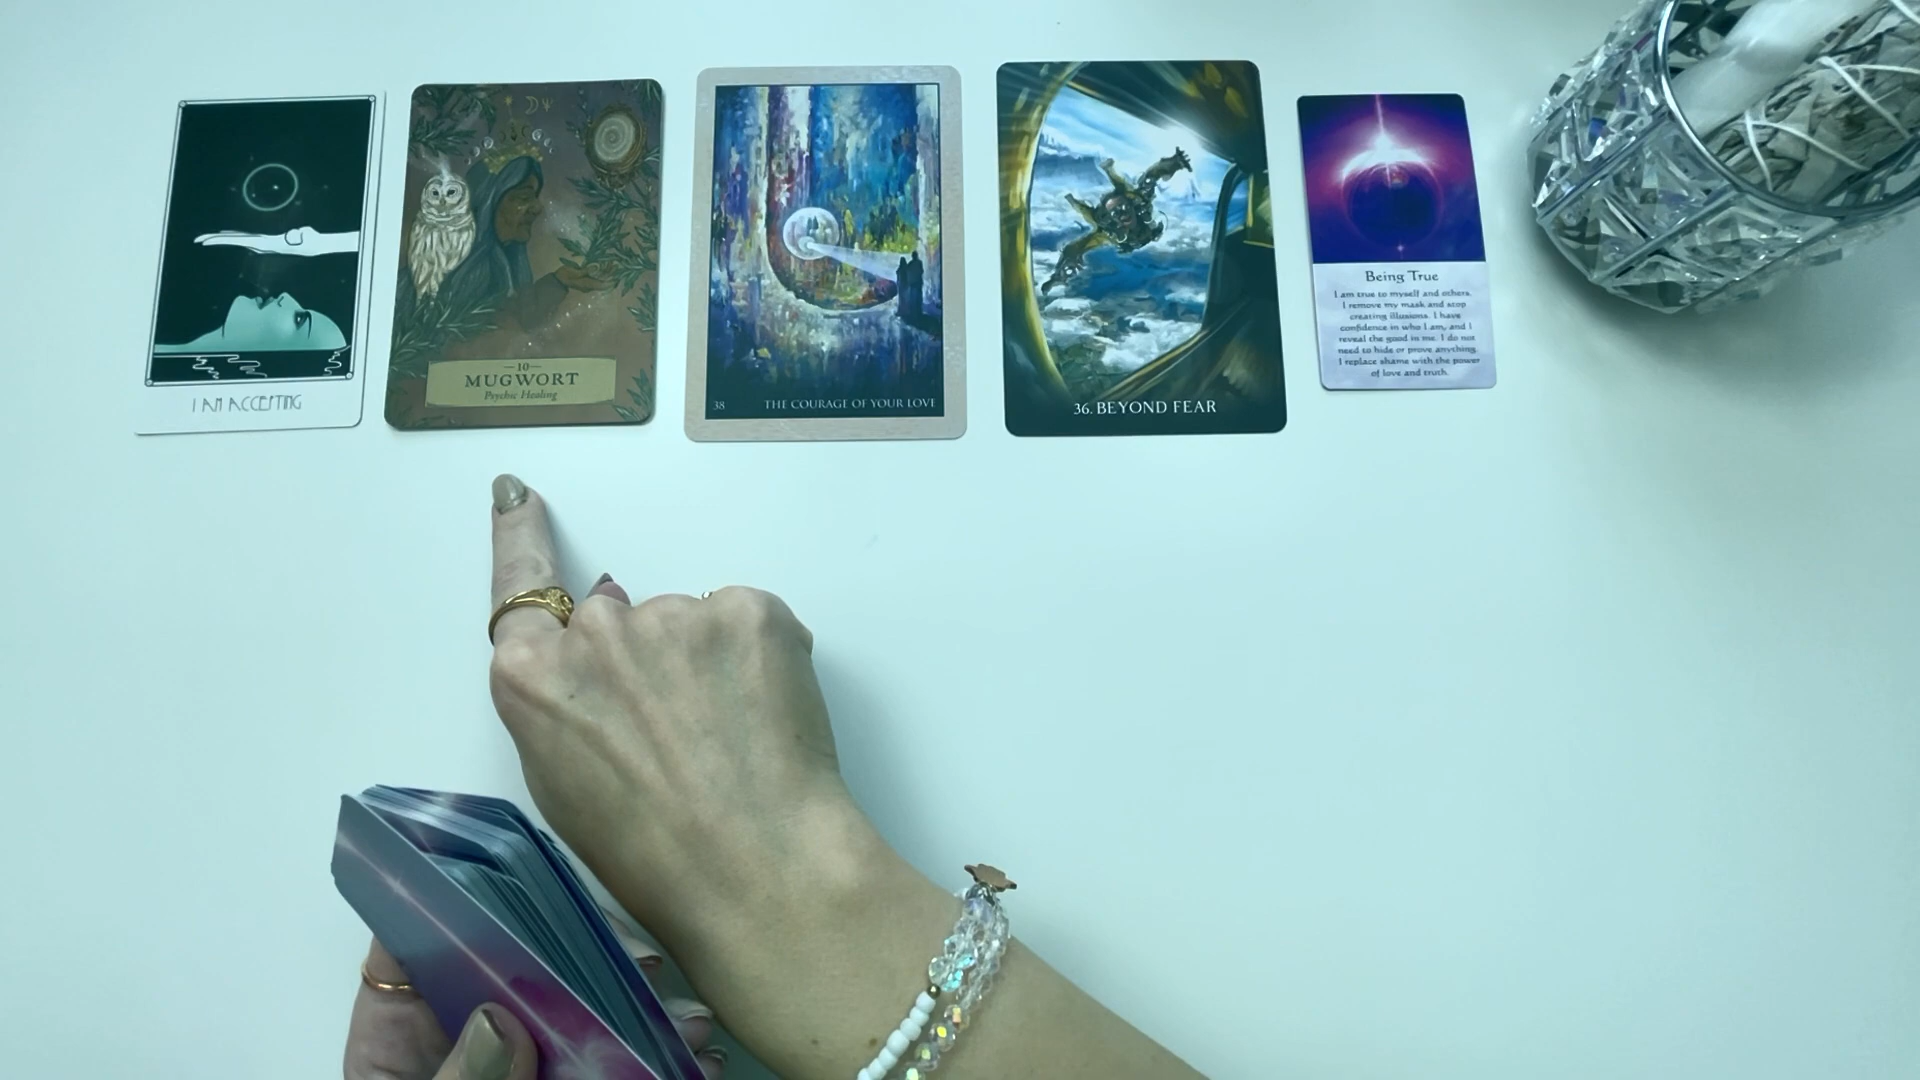 I AM ACCEPTING
10
MUGWORT
Psychic Healing
38 THE COURAGE OF YOUR LOVE
36. BEYOND FEAR
Being True
I am true to myself and others.
I remove my mask and stop
creating illusions. I have
confidence in who I am, and I
reveal the good in me. I do not
need to hide or prove anything.
I replace shame with the power
of love and truth.